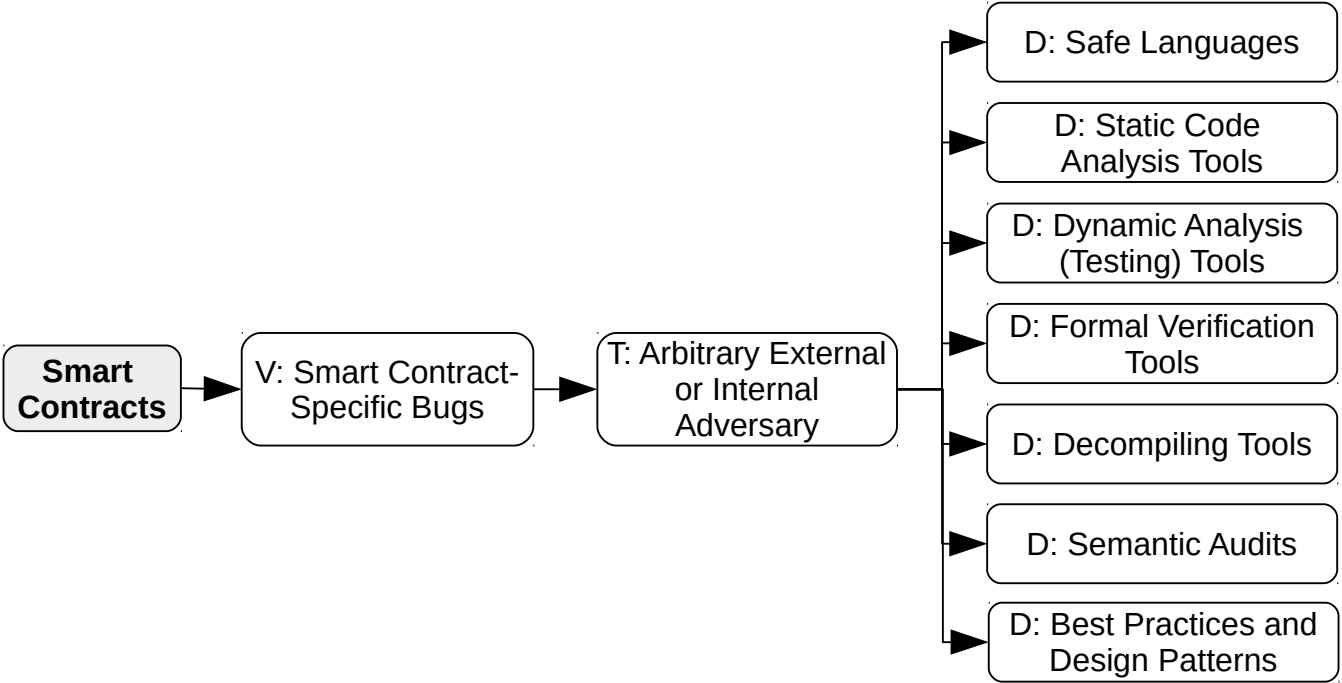 Smart
Contracts
V: Smart Contract-
Specific Bugs
T: Arbitrary External
or Internal
Adversary
D: Safe Languages
D: Static Code
Analysis Tools
D: Dynamic Analysis
(Testing) Tools
D: Formal Verification
Tools
D: Decompiling Tools
D: Semantic Audits
D: Best Practices and
Design Patterns